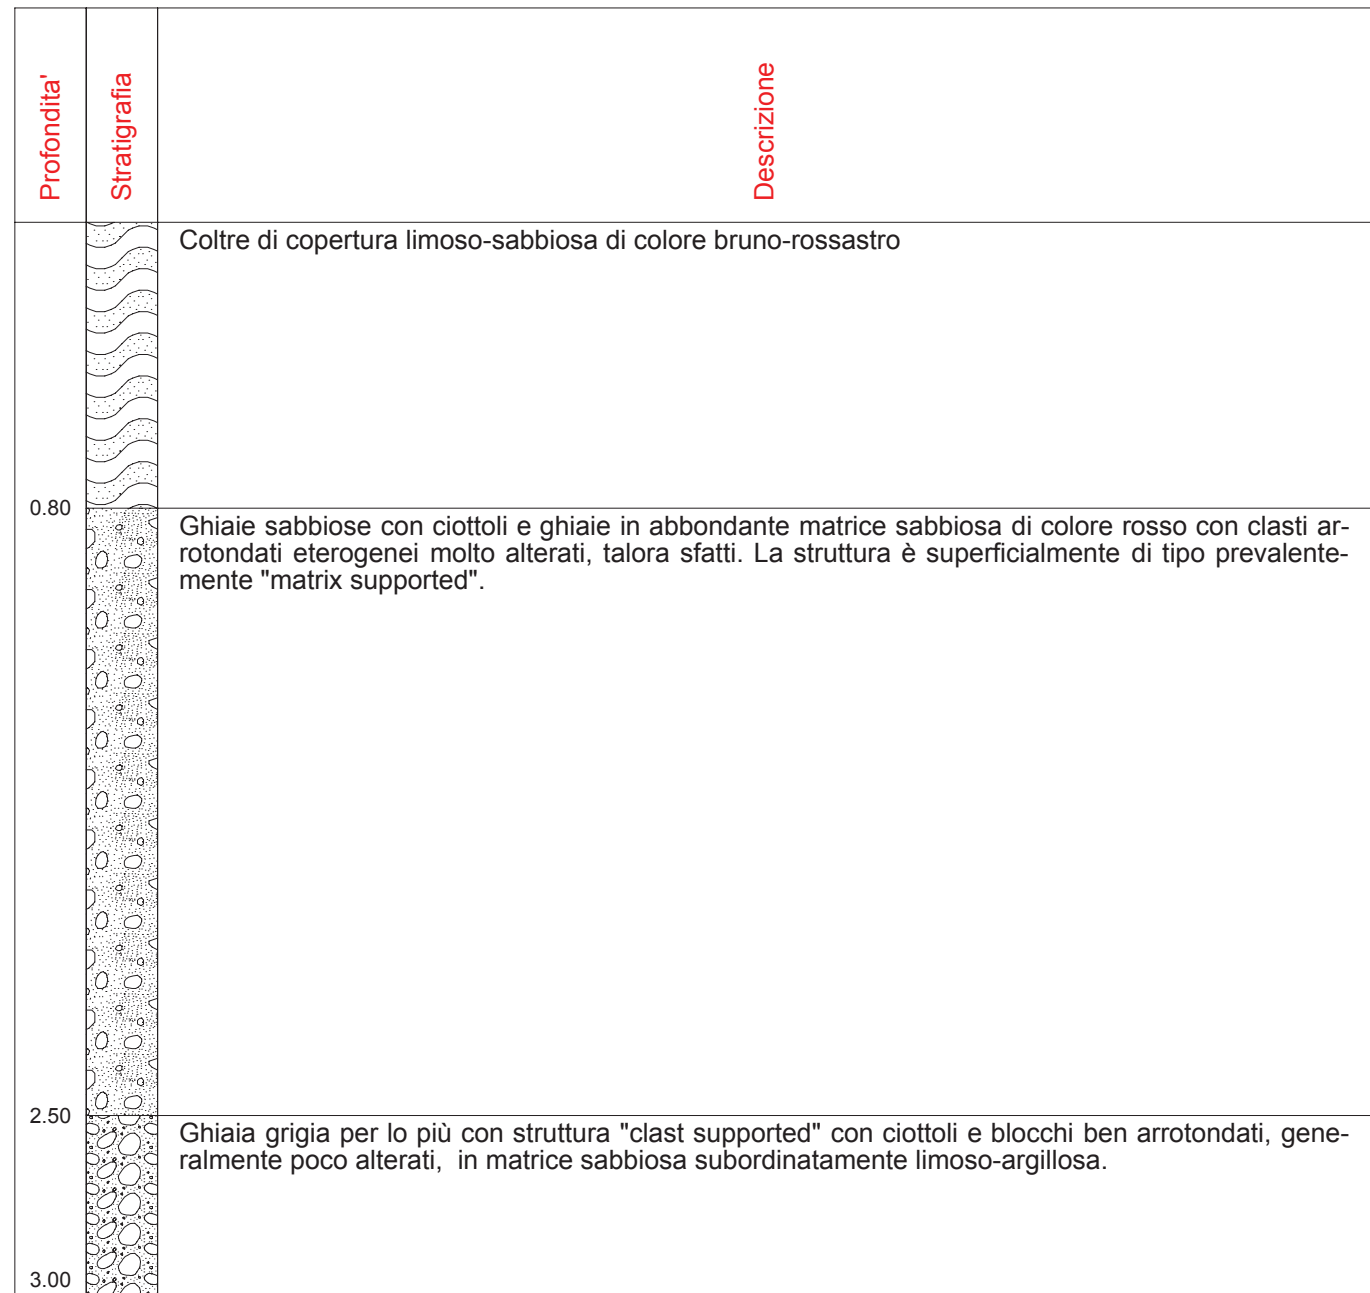 Profondita'
Stratigrafia
Descrizione
Coltre di copertura limoso-sabbiosa di colore bruno-rossastro
0.80
Ghiaie sabbiose con ciottoli e ghiaie in abbondante matrice sabbiosa di colore rosso con clasti ar-
rotondati eterogenei molto alterati, talora sfatti. La struttura è superficialmente di tipo prevalente-
mente "matrix supported".
2.50
Ghiaia grigia per lo più con struttura "clast supported" con ciottoli e blocchi ben arrotondati, gene-
ralmente poco alterati,  in matrice sabbiosa subordinatamente limoso-argillosa.
3.00